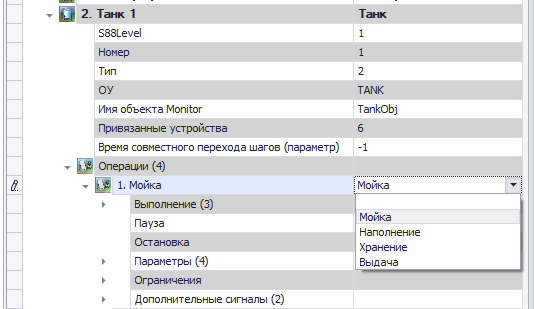 2. Танк 1 Танк
S88Level 1
Номер 1
Тип 2
ОУ TANK
Имя объекта Monitor TankObj
Привязанные устройства 6
Время совместного перехода шагов (параметр) -1
Операции (4)
1. Мойка Мойка
Выполнение (3)
Пауза Мойка
Наполнение
Остановка Хранение
Параметры (4) Выдача
Ограничения
Дополнительные сигналы (2)